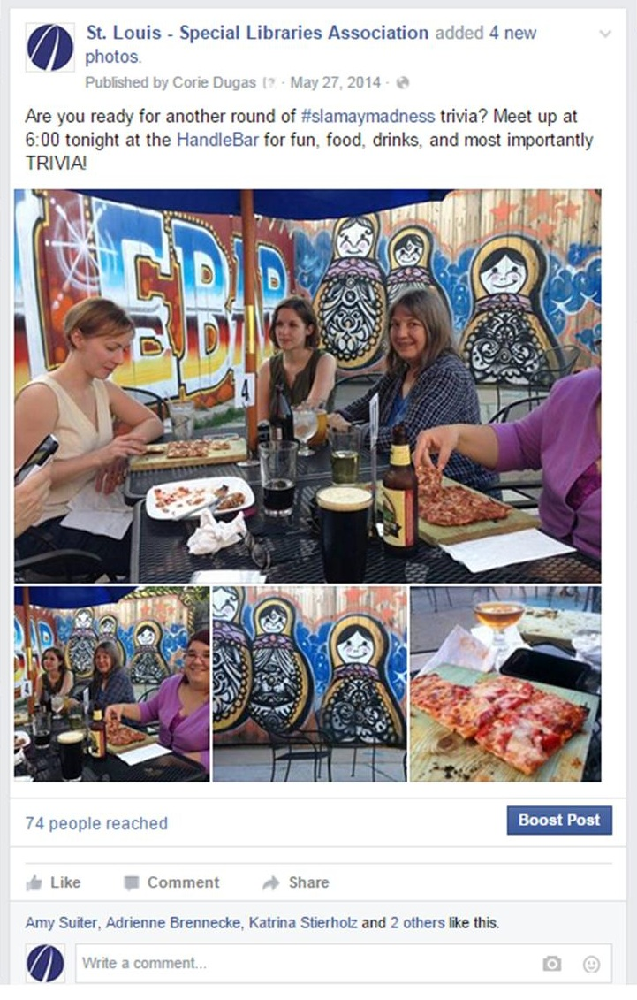 St. Louis - Special Libraries Association added 4 new
photos.
Published by Corie Dugas [?] · May 27, 2014 ·
Are you ready for another round of #slamaymadness trivia? Meet up at
6:00 tonight at the HandleBar for fun, food, drinks, and most importantly
TRIVIA!
LEBAR
4
74 people reached
Boost Post
Like Comment Share
Amy Suiter, Adrienne Brennecke, Katrina Stierholz and 2 others like this.
Write a comment...